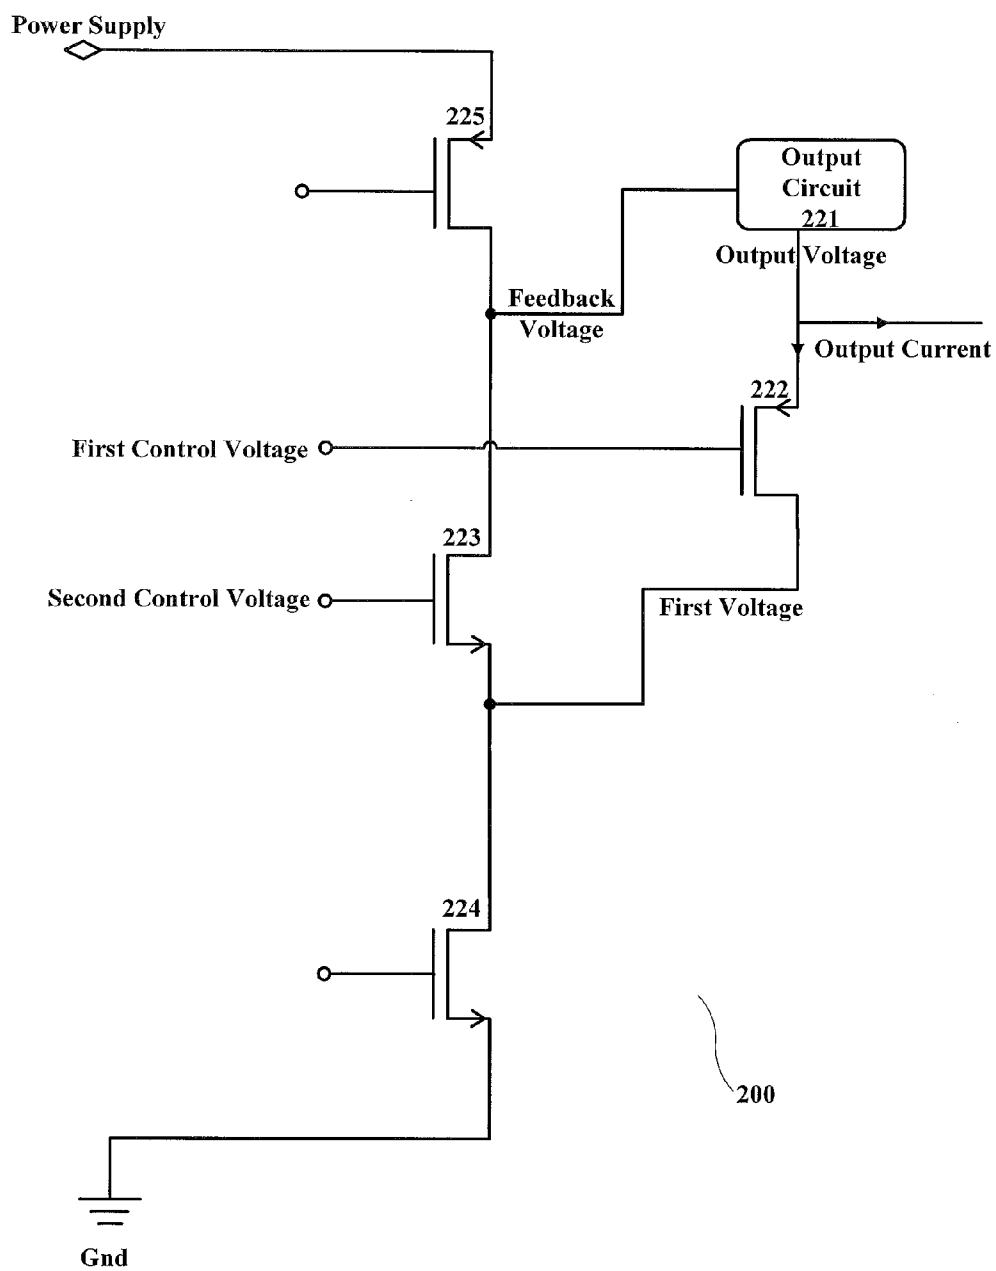 Power Supply
225
Output
Circuit
221
Output Voltage
Feedback
Voltage
Output Current
222
First Control Voltage
223
Second Control Voltage
First Voltage
224
200
Gnd